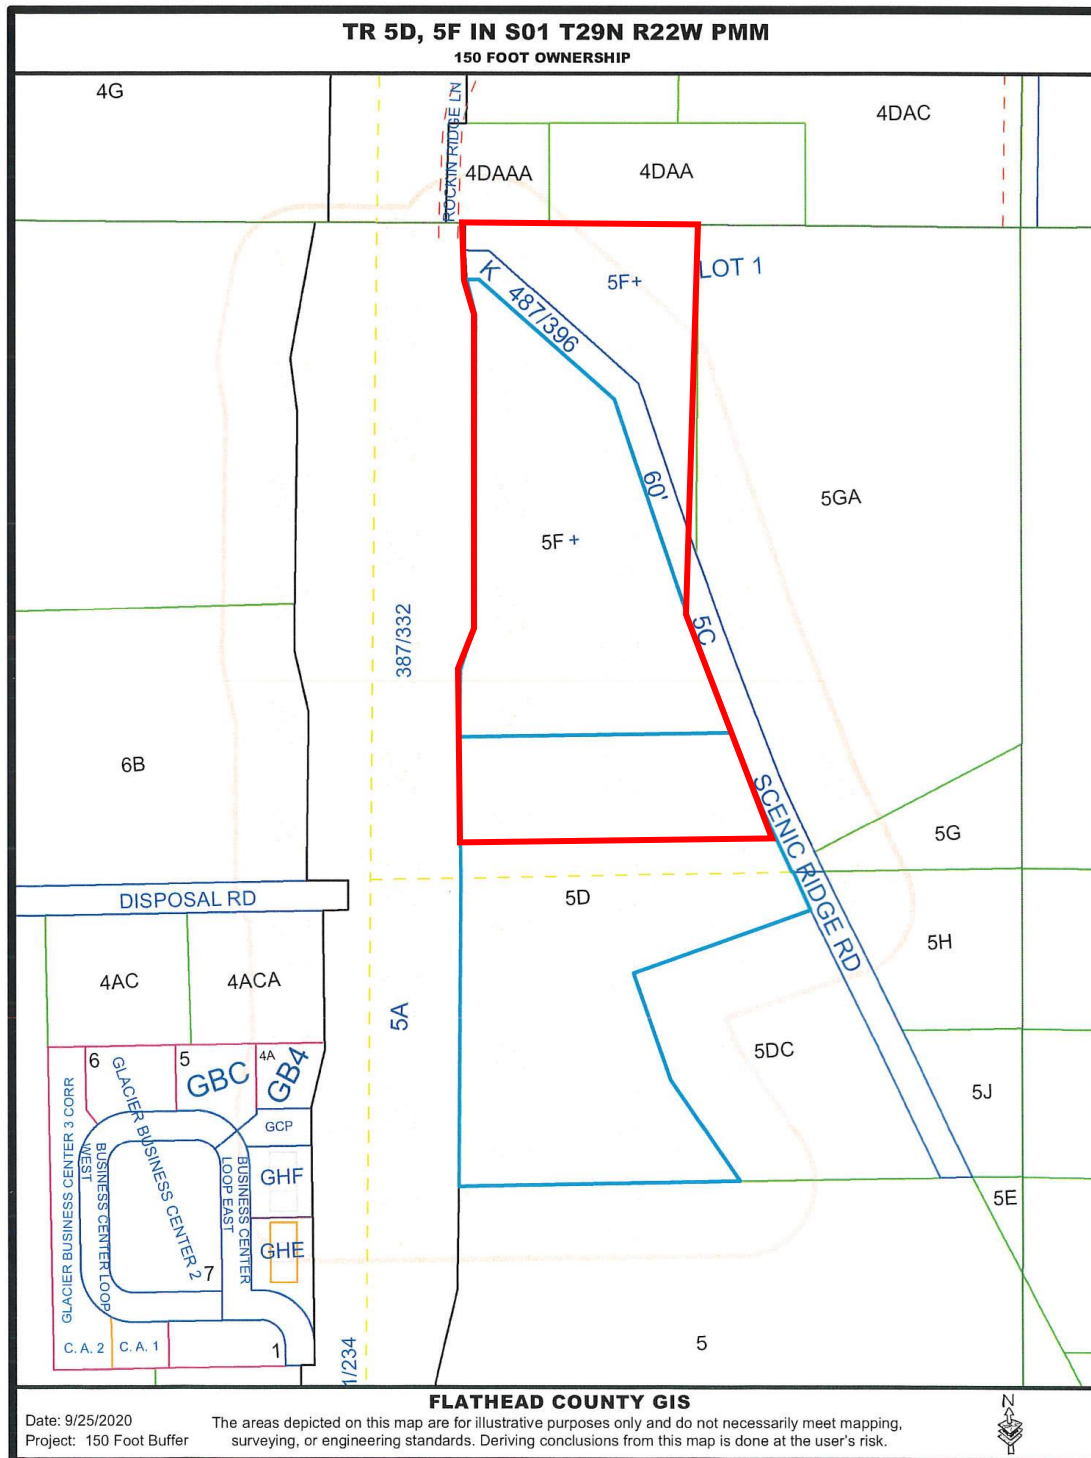 TR 5D, 5F IN S01 T29N R22W PMM
150 FOOT OWNERSHIP
4G
ROCKIN RIDGE LN
4DAAA
4DAA
4DAC
K
487/396
5F+
LOT 1
60'
5GA
5F +
387/332
5C
6B
SCENIC RIDGE RD
5G
DISPOSAL RD
5D
5H
4AC
4ACA
5A
5DC
6
5
4A
GBC
GB4
5J
GLACIER BUSINESS CENTER 3 CORR
GLACIER BUSINESS CENTER 2
GCP
BUSINESS CENTER LOOP
WEST
BUSINESS CENTER
LOOP EAST
GHF
5E
GHE
7
C. A. 2
C. A. 1
1
1/234
5
FLATHEAD COUNTY GIS
Date: 9/25/2020
Project: 150 Foot Buffer
The areas depicted on this map are for illustrative purposes only and do not necessarily meet mapping,
surveying, or engineering standards. Deriving conclusions from this map is done at the user's risk.
N